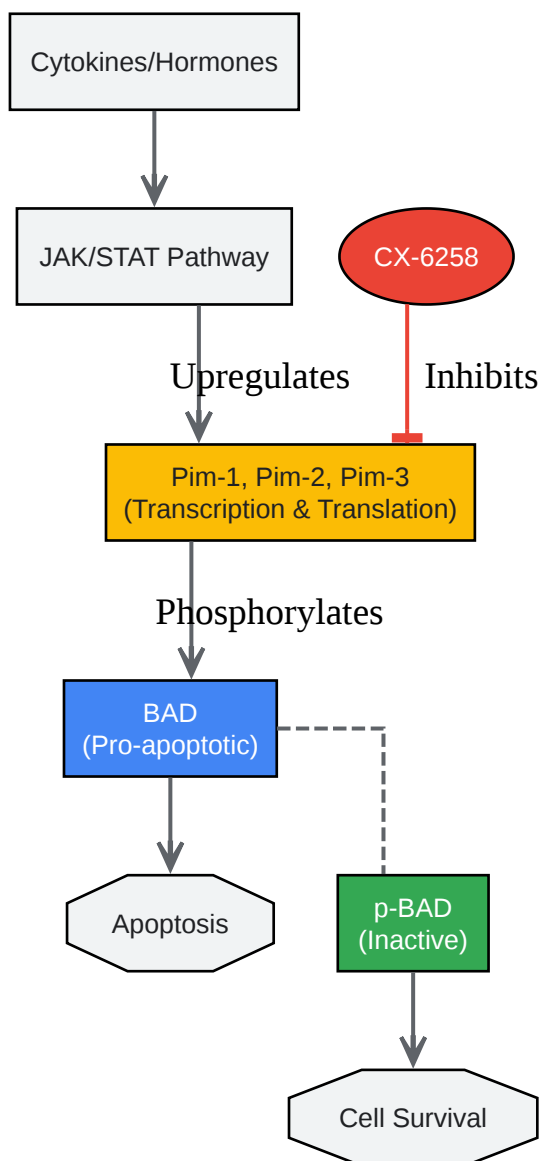 Cytokines/Hormones
JAK/STAT Pathway
CX-6258
Upregulates
Inhibits
Pim-1, Pim-2, Pim-3
(Transcription & Translation)
Phosphorylates
BAD
(Pro-apoptotic)
Apoptosis
p-BAD
(Inactive)
Cell Survival